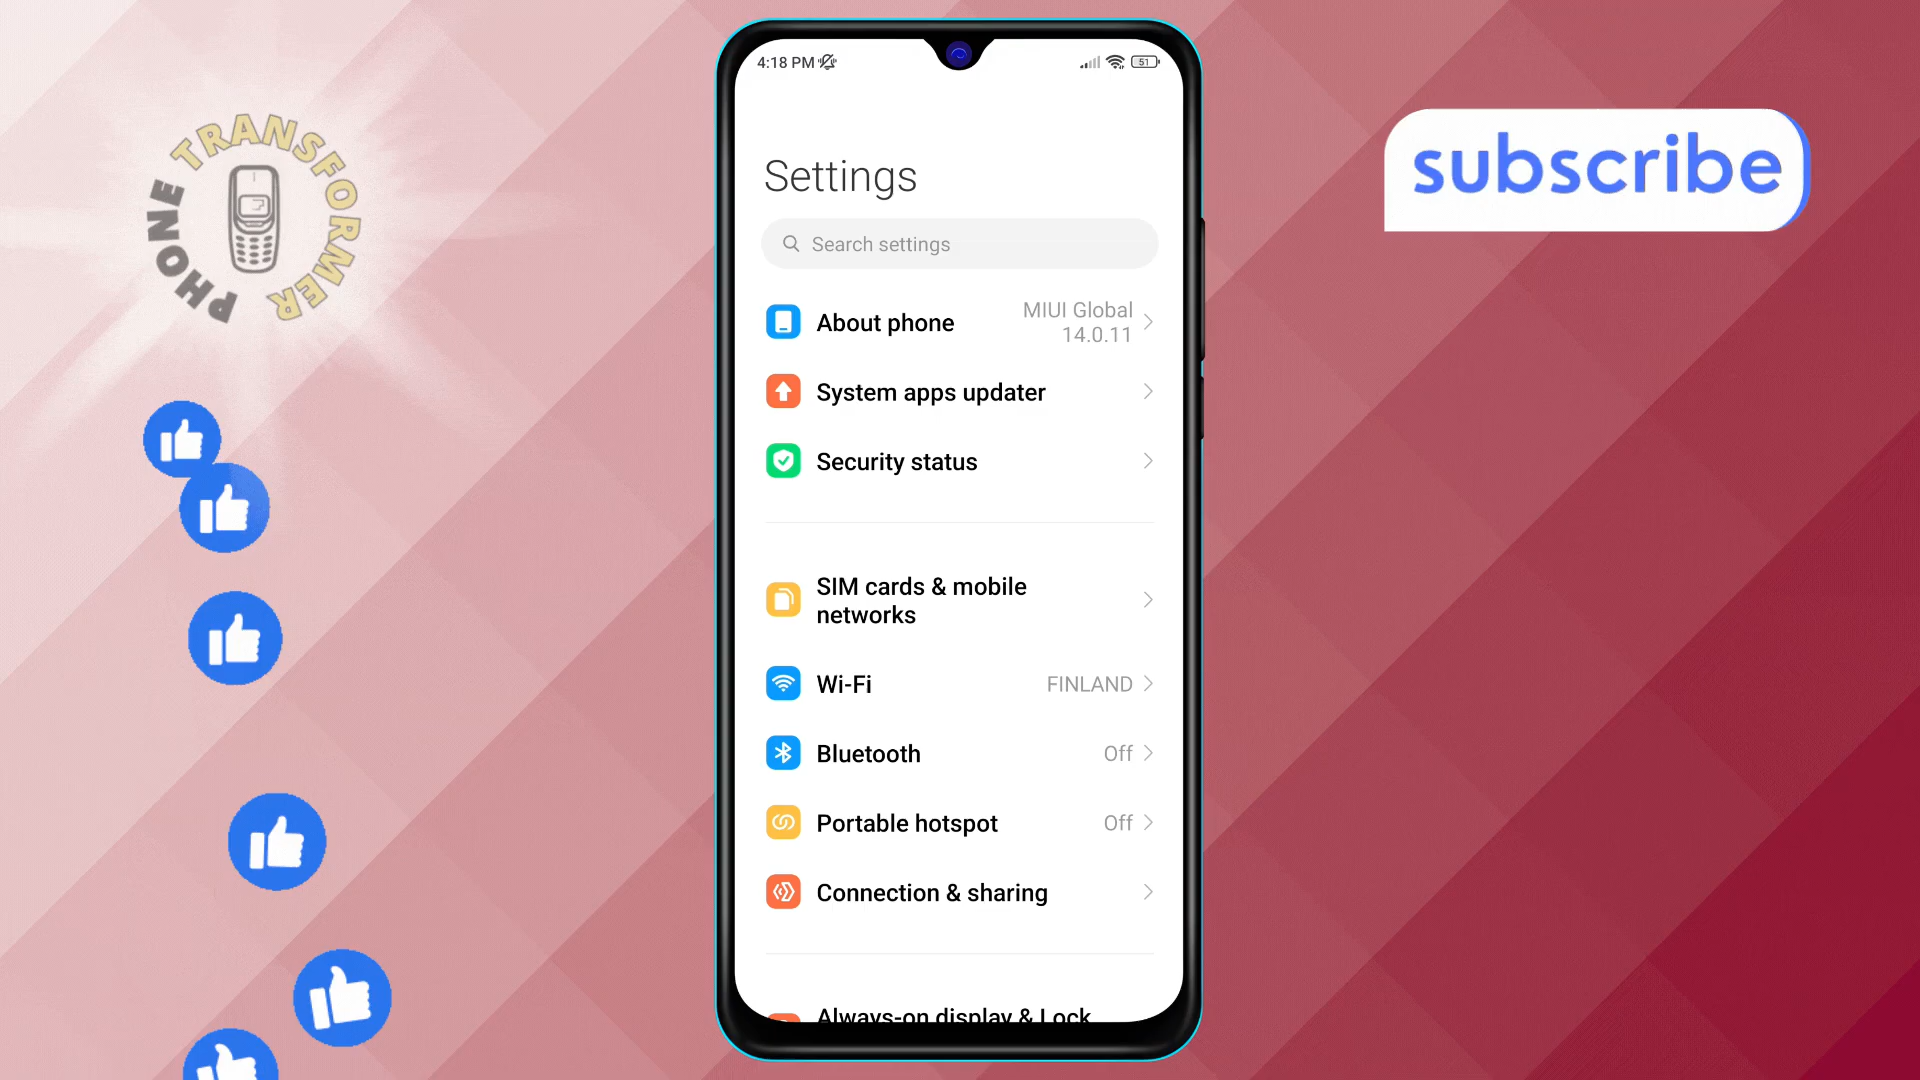 PHONE TRANSFORMER
subscribe
4:18 PM
51
Settings
Search settings
About phone
MIUI Global
14.0.11
System apps updater
Security status
SIM cards & mobile
networks
Wi-Fi
FINLAND
Bluetooth
Off
Portable hotspot
Off
Connection & sharing
Always-on display & Lock